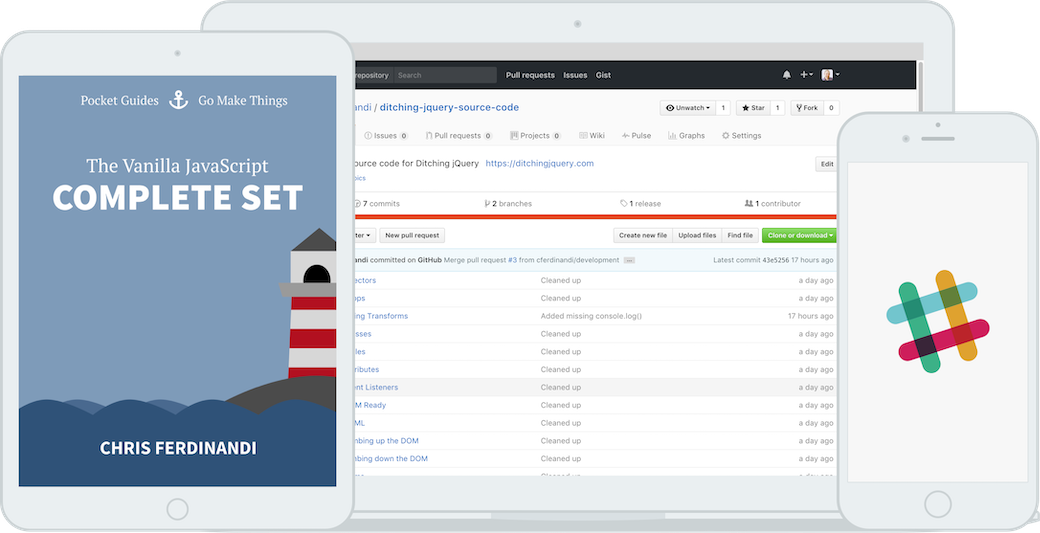 Pocket Guides Go Make Things
The Vanilla JavaScript
COMPLETE SET
CHRIS FERDINANDI
repository Search Pull requests Issues Gist
andi / ditching-jquery-source-code Unwatch 1 Star 1 Fork 0
Issues 0 Pull requests 0 Projects 0 Wiki Pulse Graphs Settings
ource code for Ditching jQuery https://ditchingjquery.com Edit
pics
7 commits 2 branches 1 release 1 contributor
ter New pull request Create new file Upload files Find file Clone or download
andi committed on GitHub Merge pull request #3 from cferdinandi/development … Latest commit 43e5256 17 hours ago
ectors Cleaned up a day ago
ops Cleaned up a day ago
ing Transforms Added missing console.log() 17 hours ago
sses Cleaned up a day ago
les Cleaned up a day ago
ributes Cleaned up a day ago
ent Listeners Cleaned up a day ago
M Ready Cleaned up a day ago
ML Cleaned up a day ago
mbing up the DOM Cleaned up a day ago
mbing down the DOM Cleaned up a day ago